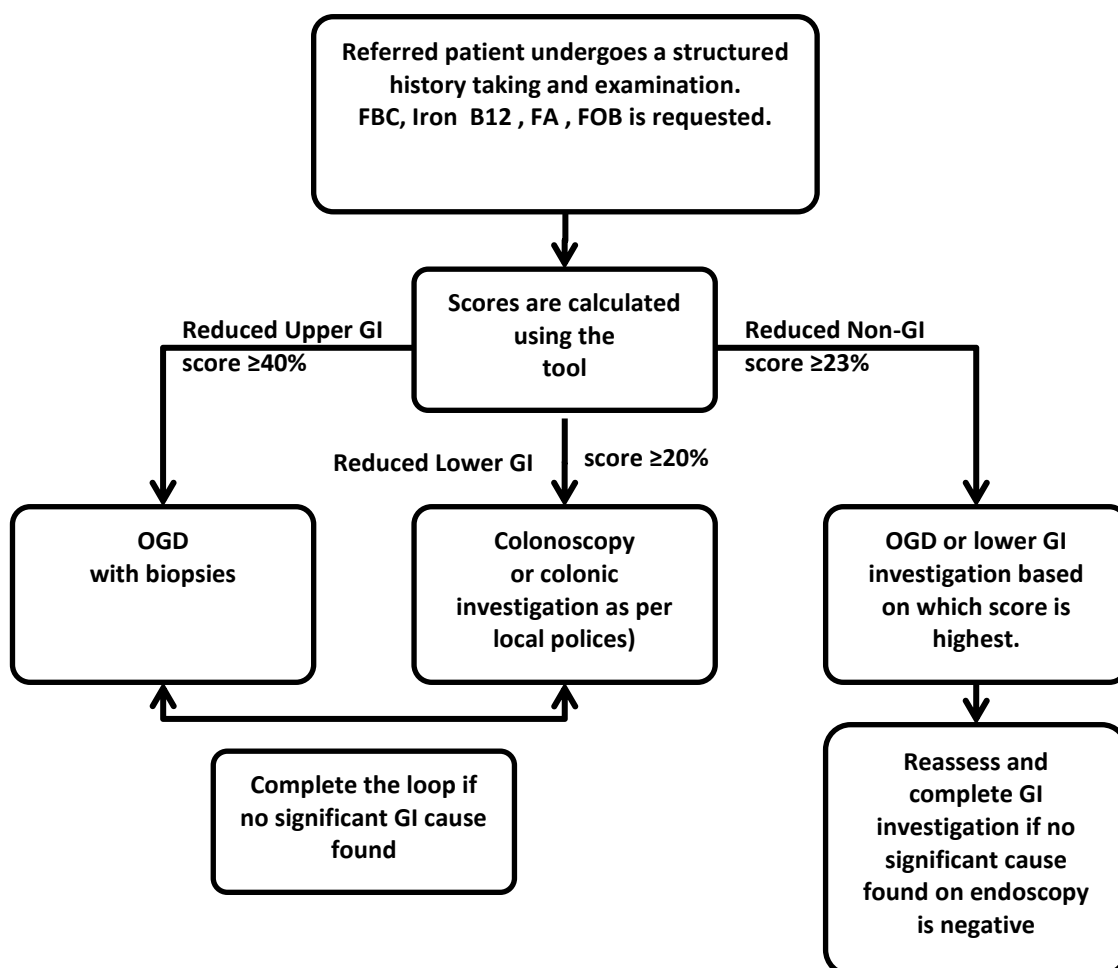 Referred patient undergoes a structured
history taking and examination.
FBC, Iron B12 , FA , FOB is requested.
Scores are calculated
using the
tool
Reduced Upper GI
score ≥40%
Reduced Non-GI
score ≥23%
Reduced Lower GI
score ≥20%
OGD
with biopsies
Colonoscopy
or colonic
investigation as per
local polices)
OGD or lower GI
investigation based
on which score is
highest.
Complete the loop if
no significant GI cause
found
Reassess and
complete GI
investigation if no
significant cause
found on endoscopy
is negative